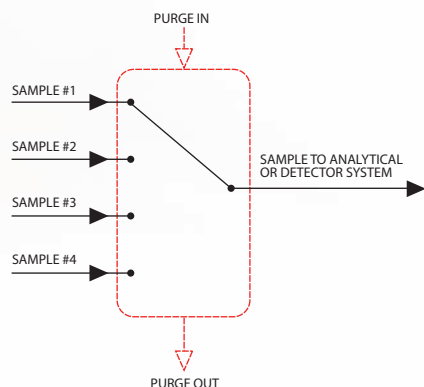 PURGE IN
SAMPLE #1
SAMPLE #2
SAMPLE TO ANALYTICAL
OR DETECTOR SYSTEM
SAMPLE #3
SAMPLE #4
PURGE OUT